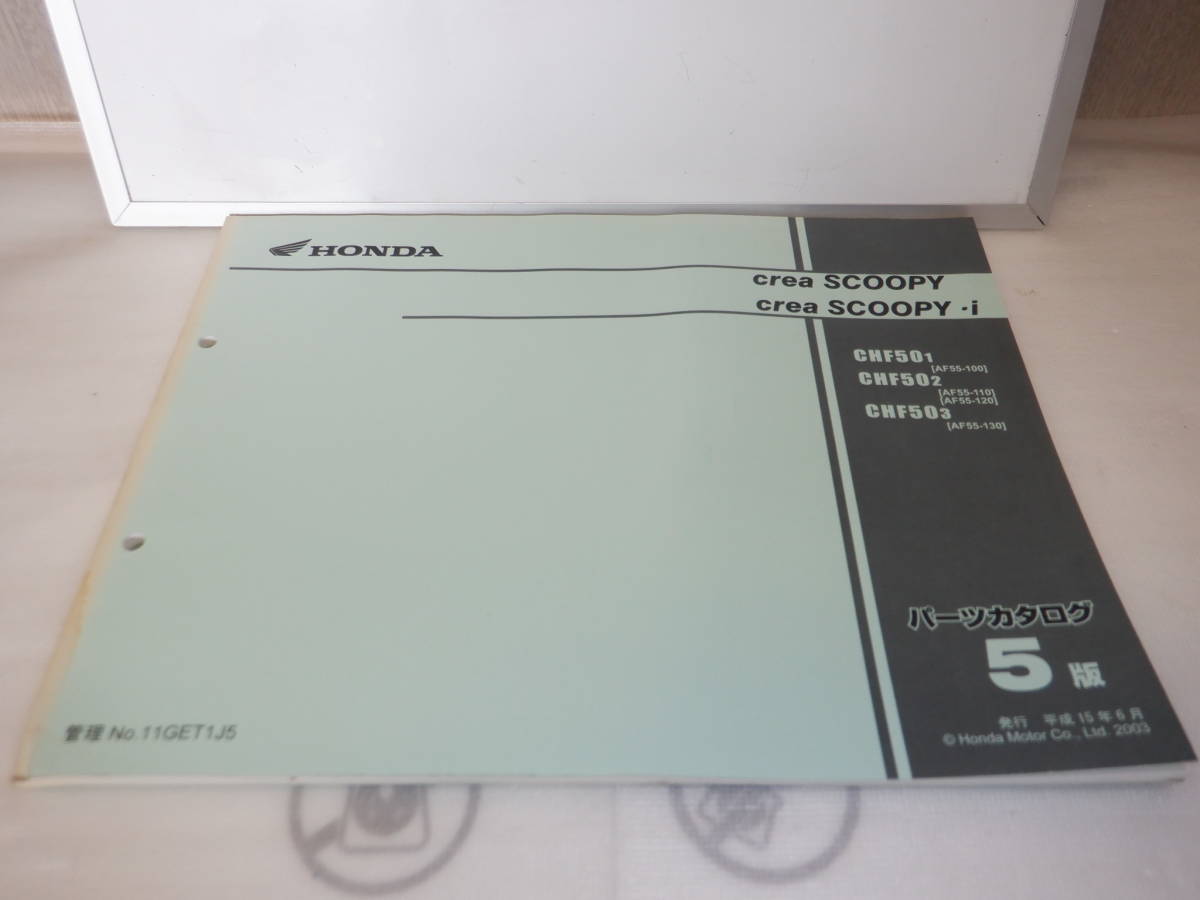 HONDA
crea SCOOPY
crea SCOOPY・i
CHF501
[AF55-100]
CHF502
[AF55-110]
[AF55-120]
CHF503
[AF55-130]
パーツカタログ
5版
発行 平成15年6月
© Honda Motor Co., Ltd. 2003
管理 No.11GET1J5